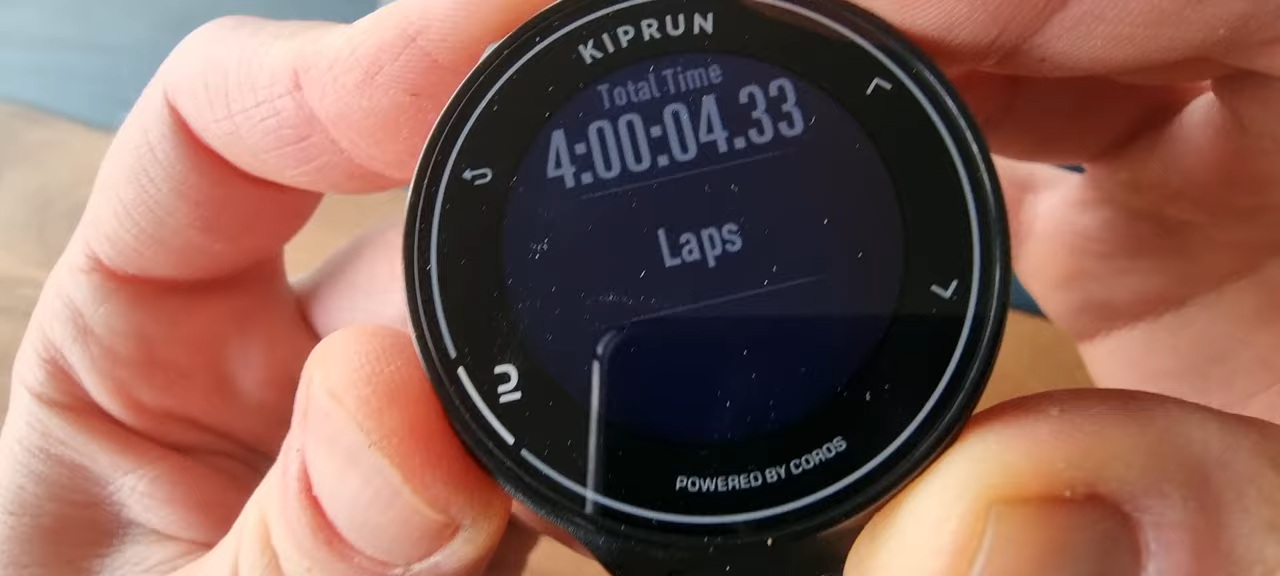 KIPRUN
Total Time
4:00:04.33
Laps
POWERED BY COROS